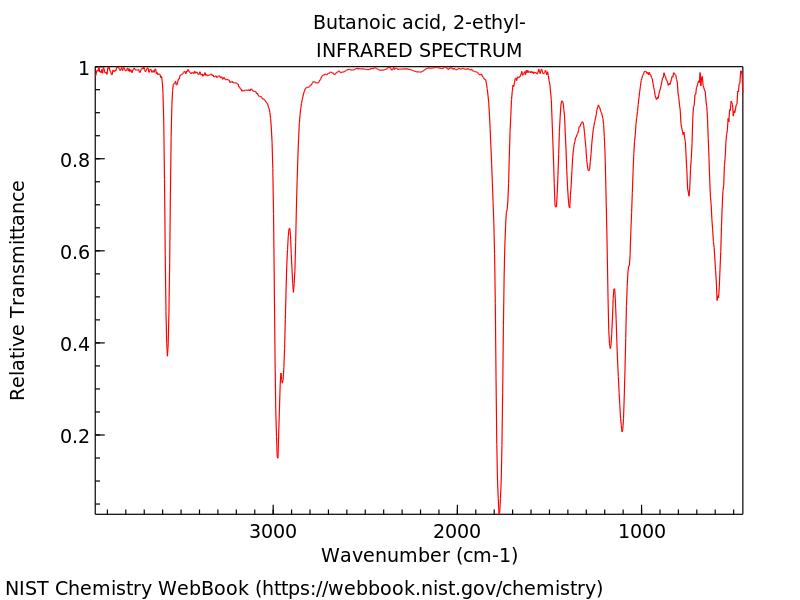 Butanoic acid, 2-ethyl-
INFRARED SPECTRUM
1
0.8
0.6
0.4
0.2
Relative Transmittance
3000 2000 1000
Wavenumber (cm-1)
NIST Chemistry WebBook (https://webbook.nist.gov/chemistry)